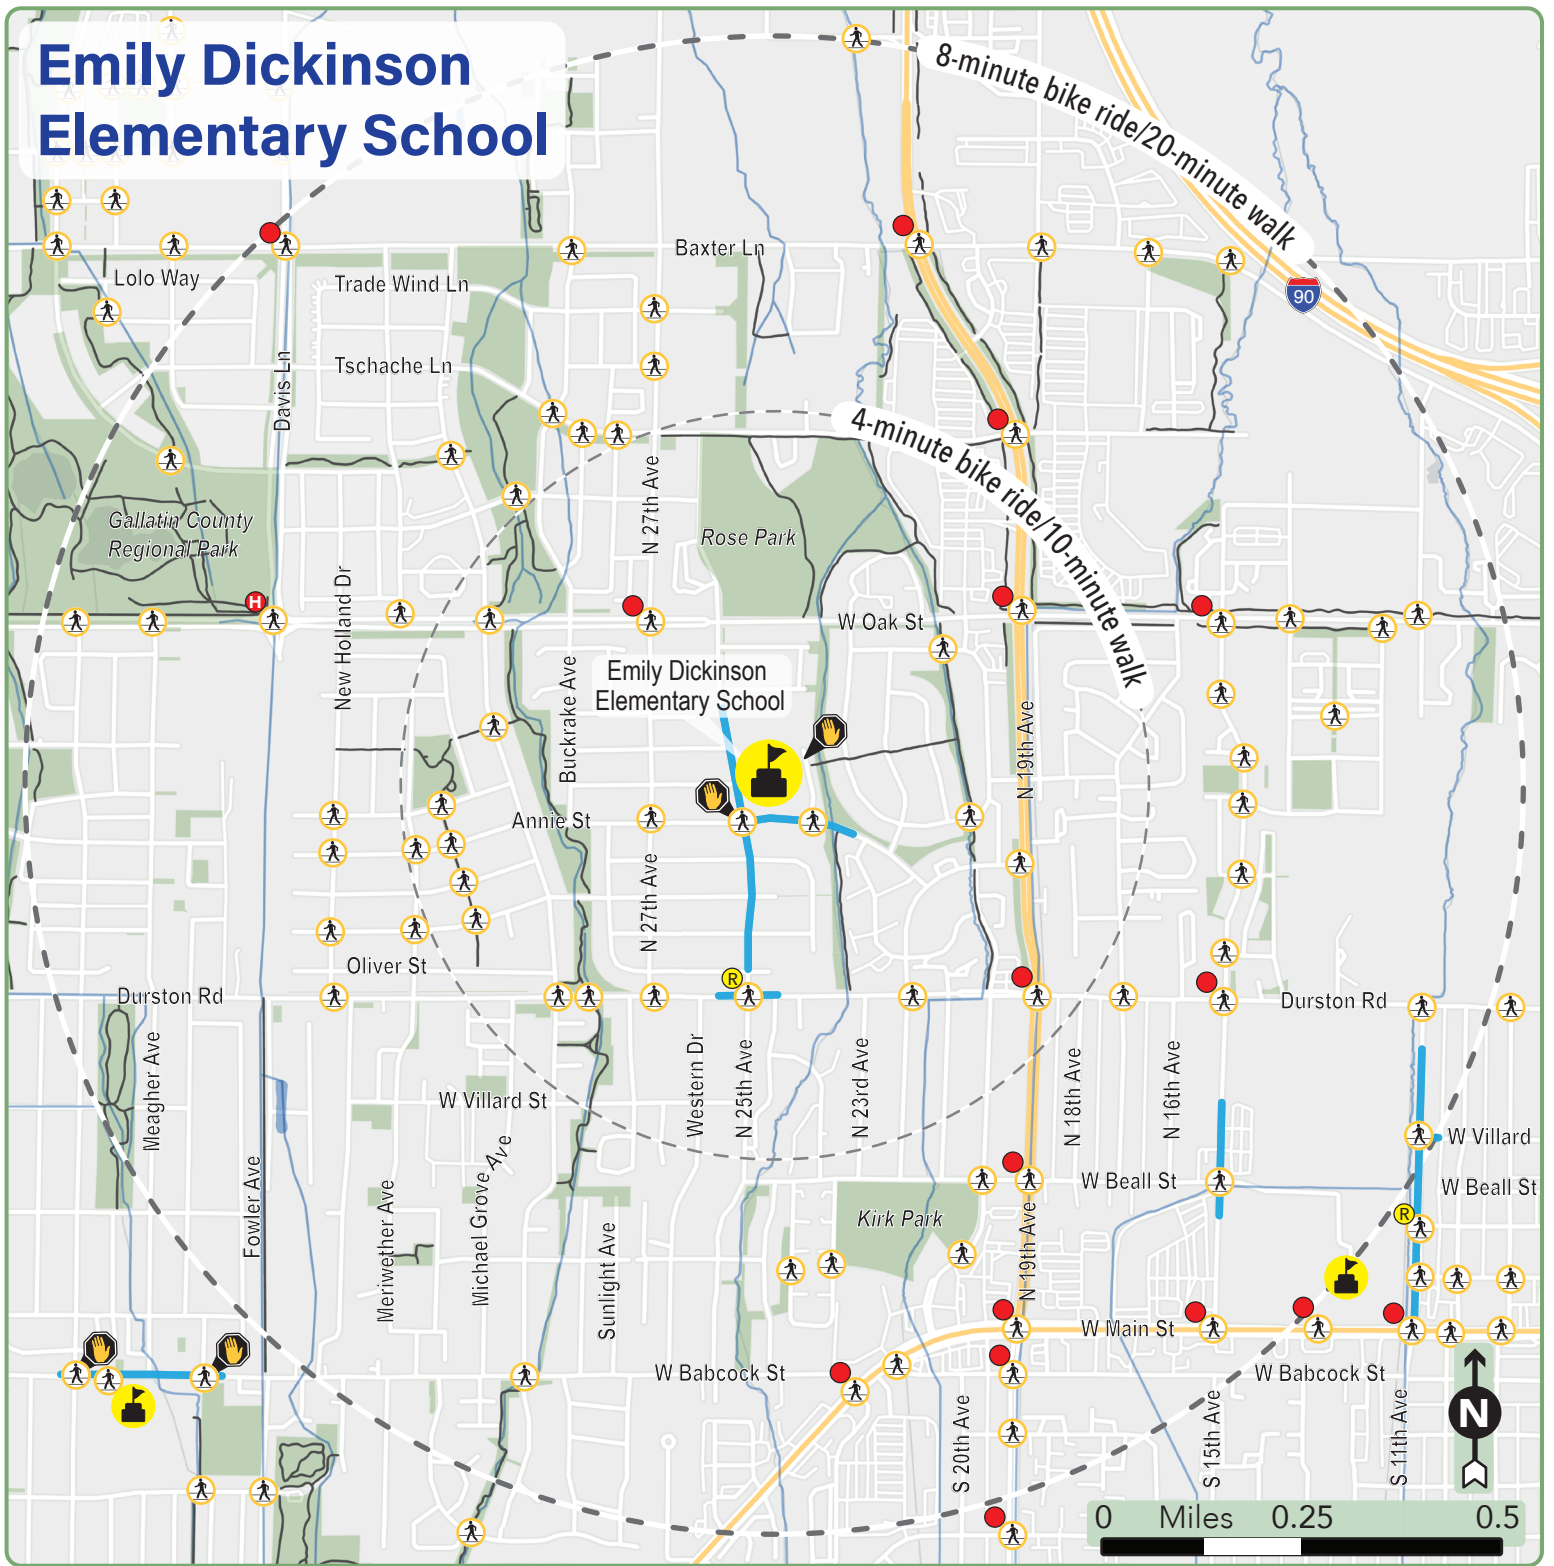 Emily Dickinson
Elementary School
8-minute bike ride/20-minute walk
Baxter Ln
Lolo Way
Trade Wind Ln
90
Tschache Ln
Davis Ln
4-minute bike ride/10-minute walk
N 27th Ave
Gallatin County
Regional Park
Rose Park
H
New Holland Dr
W Oak St
Buckrake Ave
Emily Dickinson
Elementary School
N 19th Ave
Annie St
N 27th Ave
Oliver St
R
Durston Rd
Durston Rd
Meagher Ave
Western Dr
N 25th Ave
N 23rd Ave
N 18th Ave
N 16th Ave
W Villard St
W Villard
Fowler Ave
Meriwether Ave
Michael Grove Ave
Sunlight Ave
W Beall St
W Beall St
Kirk Park
N 19th Ave
R
W Main St
W Babcock St
W Babcock St
S 20th Ave
S 15th Ave
S 11th Ave
N
0 Miles 0.25 0.5